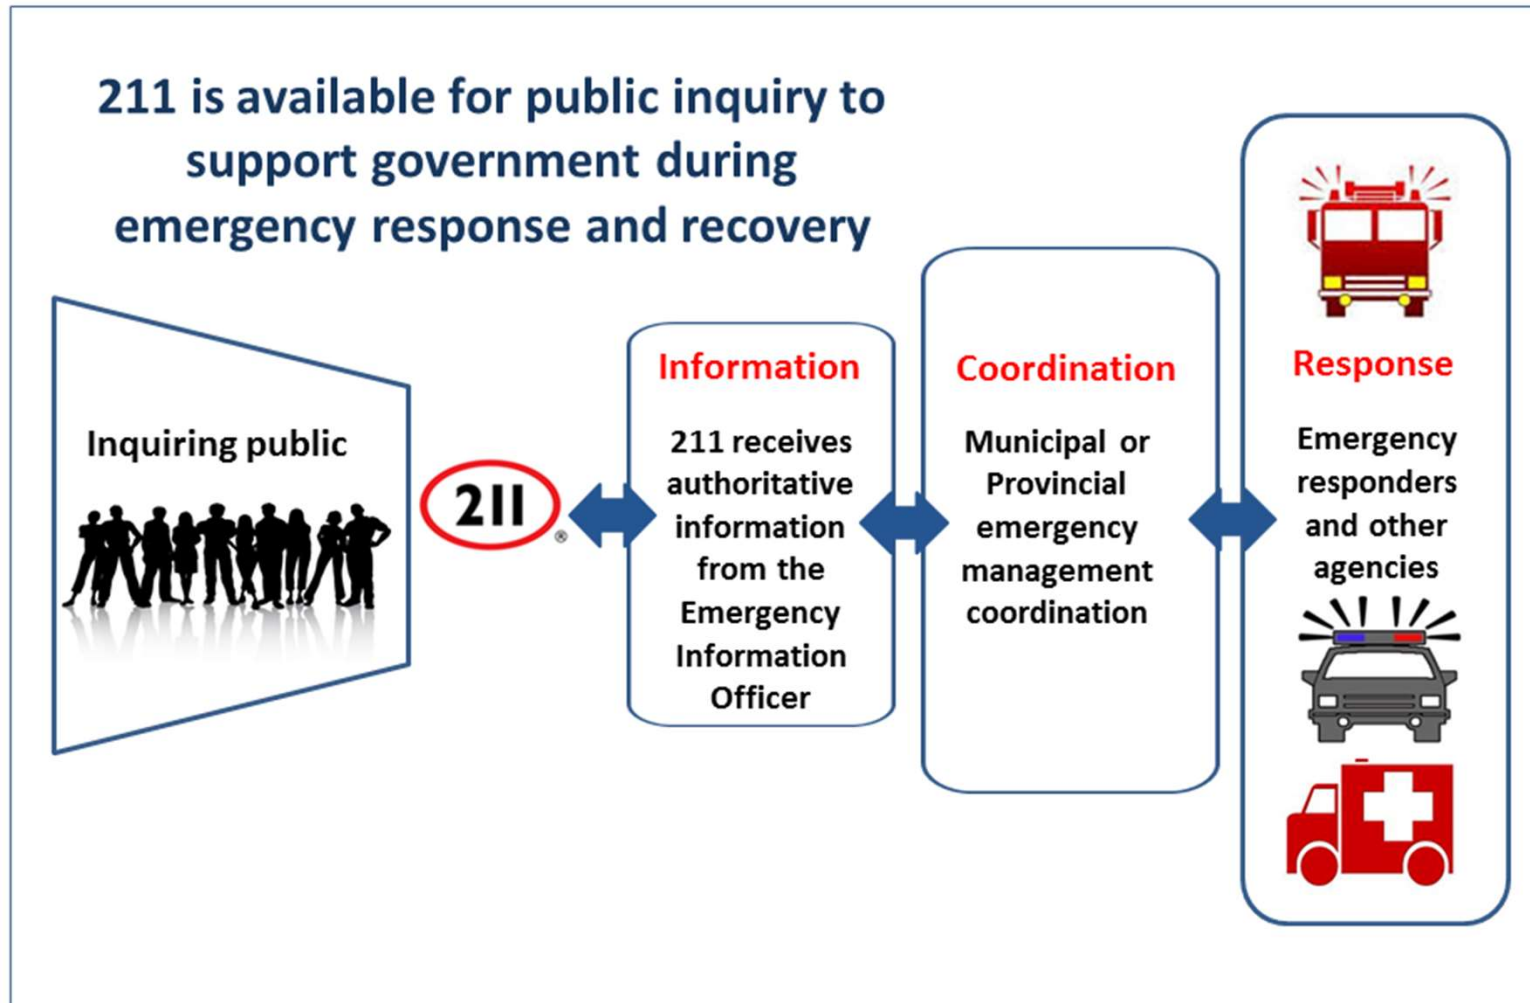 211 is available for public inquiry to
support government during
emergency response and recovery
Inquiring public
211
®
Information
211 receives
authoritative
information
from the
Emergency
Information
Officer
Coordination
Municipal or
Provincial
emergency
management
coordination
Response
Emergency
responders
and other
agencies